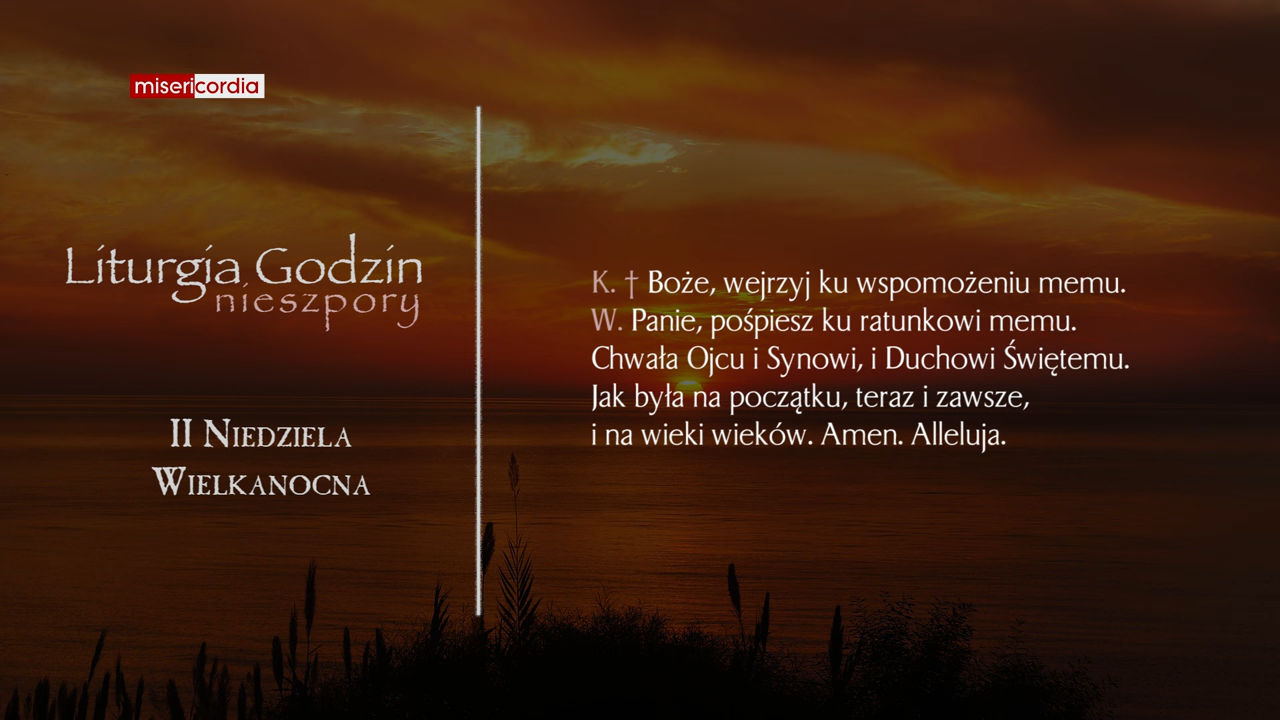 misericordia
Liturgia Godzin
nieszpory
II Niedziela
Wielkanocna
K. † Boże, wejrzyj ku wspomożeniu memu.
W. Panie, pośpiesz ku ratunkowi memu.
Chwała Ojcu i Synowi, i Duchowi Świętemu.
Jak była na początku, teraz i zawsze,
i na wieki wieków. Amen. Alleluja.